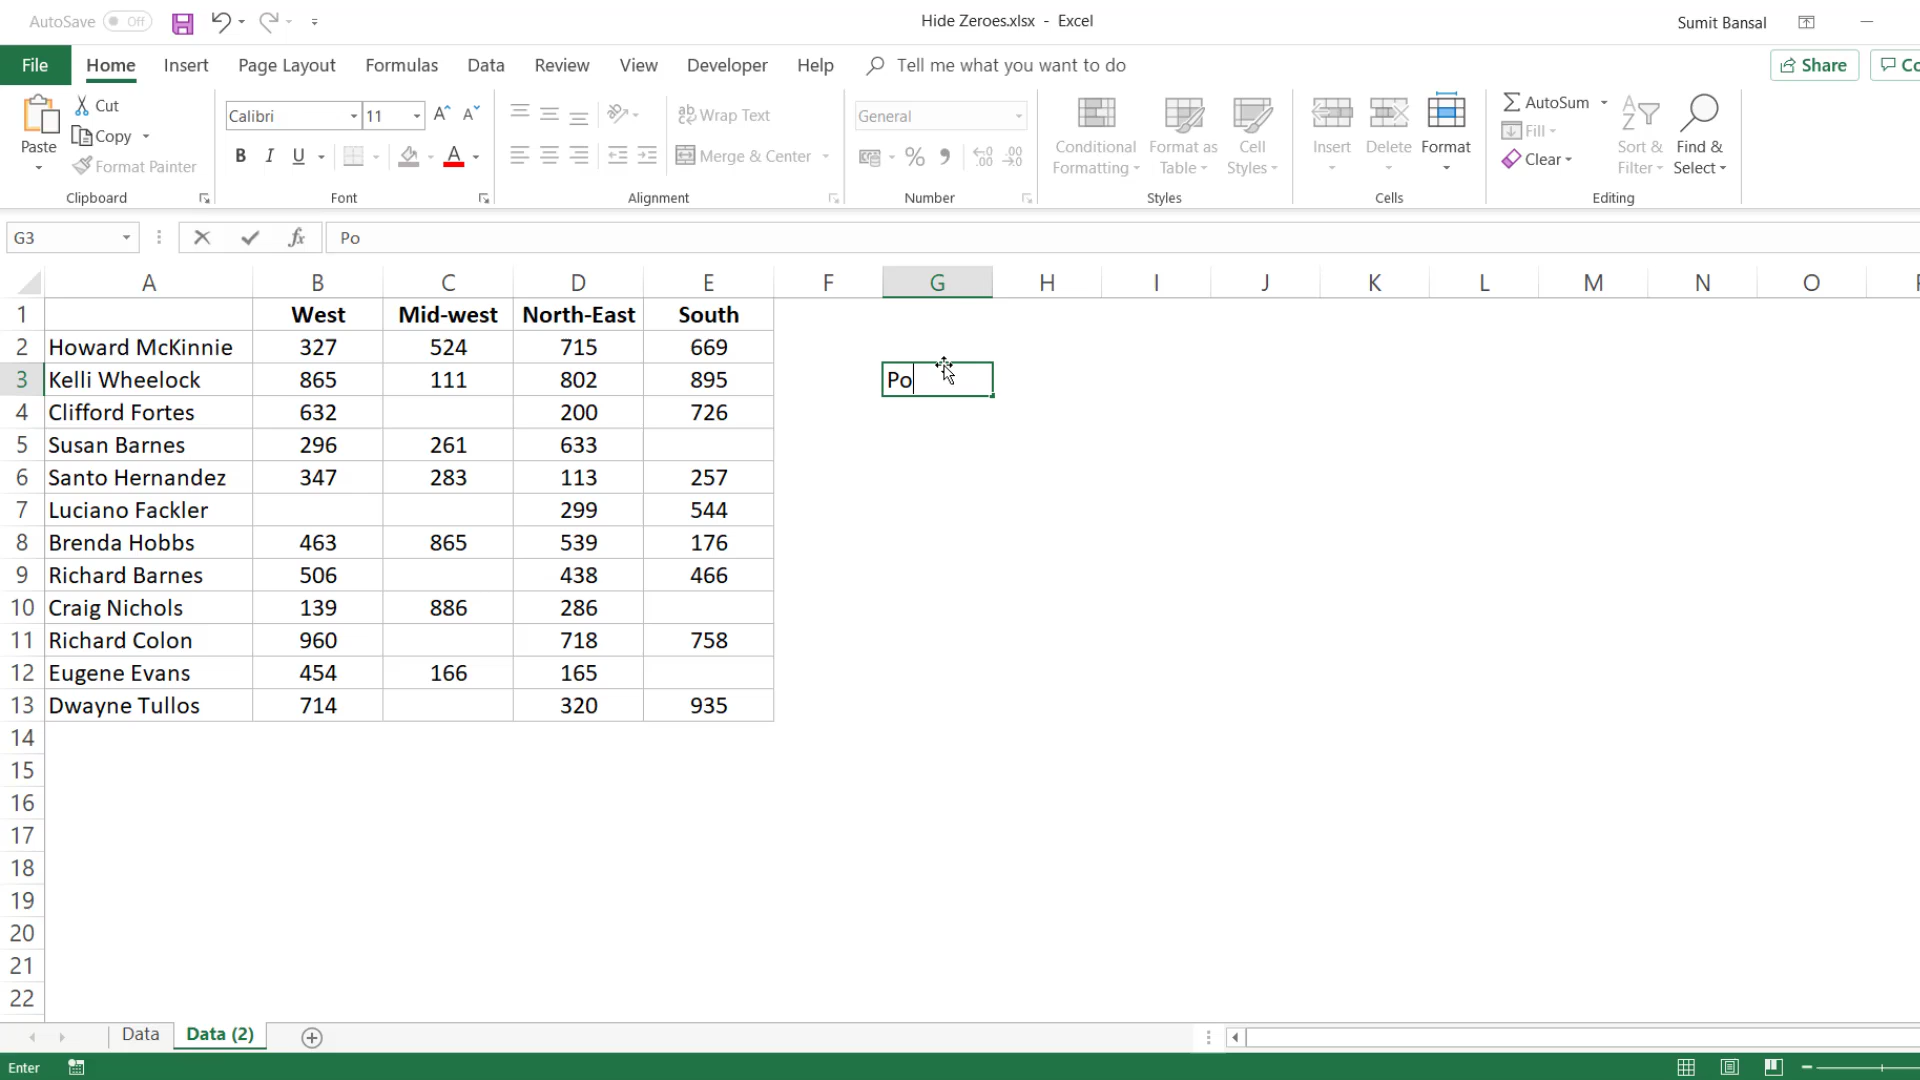 AutoSave Off
Hide Zeroes.xlsx - Excel
Sumit Bansal
File Home Insert Page Layout Formulas Data Review View Developer Help Tell me what you want to do
Share Co
Paste
Cut
Copy
Format Painter
Clipboard
Calibri 11 A A
B I U A
Font
ab Wrap Text
Merge & Center
Alignment
General
% , .00 .00
Number
Conditional Formatting
Format as Table
Cell Styles
Styles
Insert Delete Format
Cells
AutoSum
Fill
Clear
Sort & Filter
Find & Select
Editing
G3 fx Po
A B C D E F G H I J K L M N O
1 West Mid-west North-East South
2 Howard McKinnie 327 524 715 669
3 Kelli Wheelock 865 111 802 895 Po
4 Clifford Fortes 632 200 726
5 Susan Barnes 296 261 633
6 Santo Hernandez 347 283 113 257
7 Luciano Fackler 299 544
8 Brenda Hobbs 463 865 539 176
9 Richard Barnes 506 438 466
10 Craig Nichols 139 886 286
11 Richard Colon 960 718 758
12 Eugene Evans 454 166 165
13 Dwayne Tullos 714 320 935
14
15
16
17
18
19
20
21
22
Data Data (2)
Enter